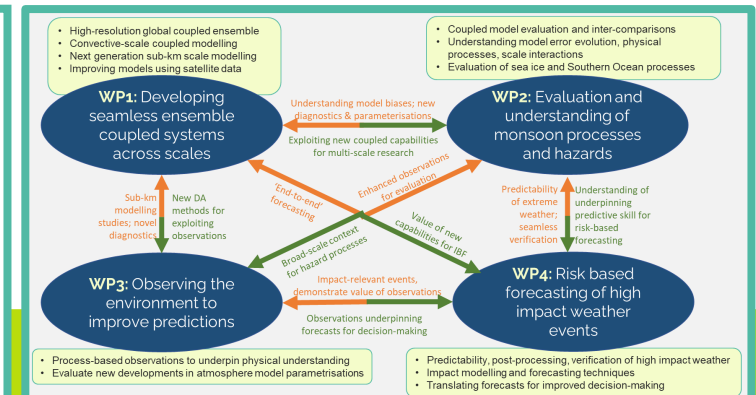 • High-resolution global coupled ensemble
• Convective-scale coupled modelling
• Next generation sub-km scale modelling
• Improving models using satellite data
• Coupled model evaluation and inter-comparisons
• Understanding model error evolution, physical
processes, scale interactions
• Evaluation of sea ice and Southern Ocean processes
WP1: Developing
seamless ensemble
coupled systems
across scales
Understanding model biases; new
diagnostics & parameterisations
Exploiting new coupled capabilities
for multi-scale research
WP2: Evaluation and
understanding of
monsoon processes
and hazards
Sub-km
modelling
studies; novel
diagnostics
New DA
methods for
exploiting
observations
'End-to-end'
forecasting
Enhanced observations
for evaluation
Broad-scale context
for hazard processes
Value of new
capabilities for IBF
Predictability
of extreme
weather;
seamless
verification
Understanding of
underpinning
predictive skill for
risk-based
forecasting
WP3: Observing the
environment to
improve predictions
Impact-relevant events,
demonstrate value of observations
Observations underpinning
forecasts for decision-making
WP4: Risk based
forecasting of high
impact weather
events
• Process-based observations to underpin physical understanding
• Evaluate new developments in atmosphere model parametrisations
• Predictability, post-processing, verification of high impact weather
• Impact modelling and forecasting techniques
• Translating forecasts for improved decision-making